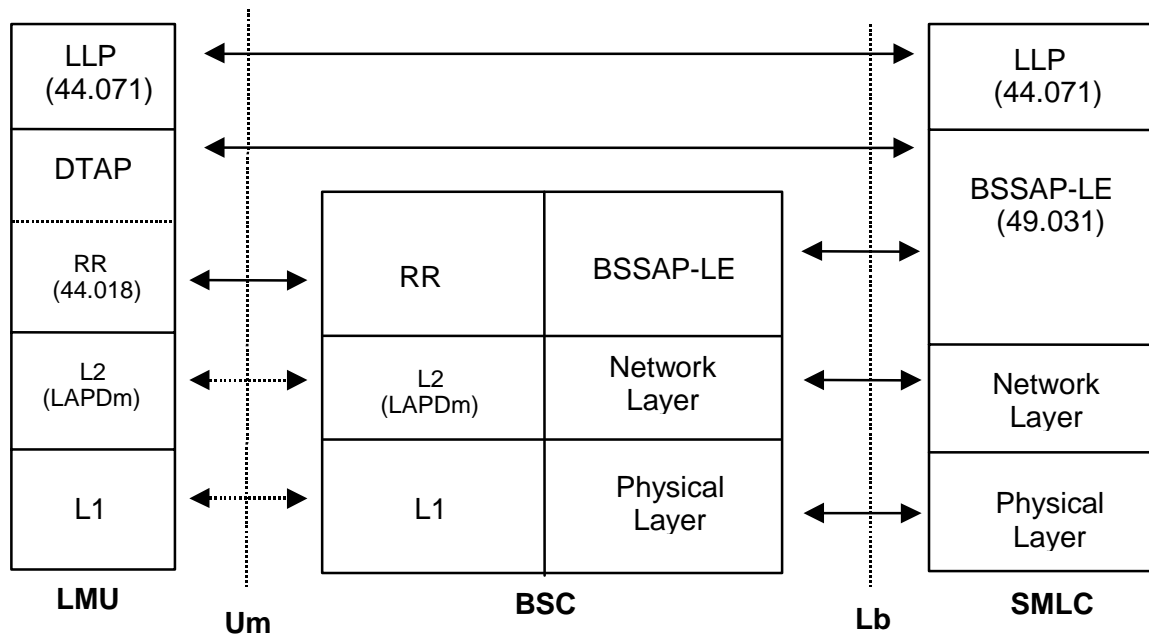 LLP
(44.071)
DTAP
RR
(44.018)
L2
(LAPDm)
L1
LMU
Um
RR
BSSAP-LE
L2
(LAPDm)
Network
Layer
L1
Physical
Layer
BSC
Lb
LLP
(44.071)
BSSAP-LE
(49.031)
Network
Layer
Physical
Layer
SMLC